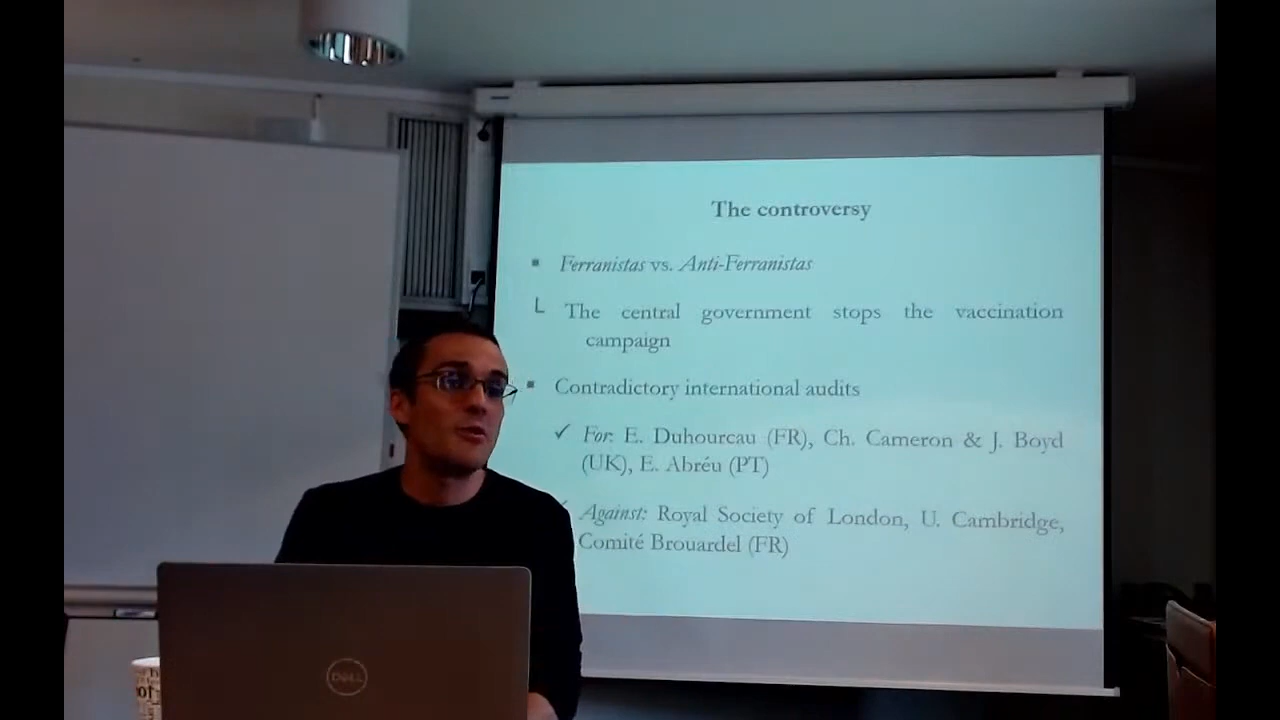 The controversy
▪ Ferranistas vs. Anti-Ferranistas
└ The central government stops the vaccination
campaign
▪ Contradictory international audits
✓ For: E. Duhourcau (FR), Ch. Cameron & J. Boyd
(UK), E. Abréu (PT)
✓ Against: Royal Society of London, U. Cambridge,
Comité Brouardel (FR)
DELL